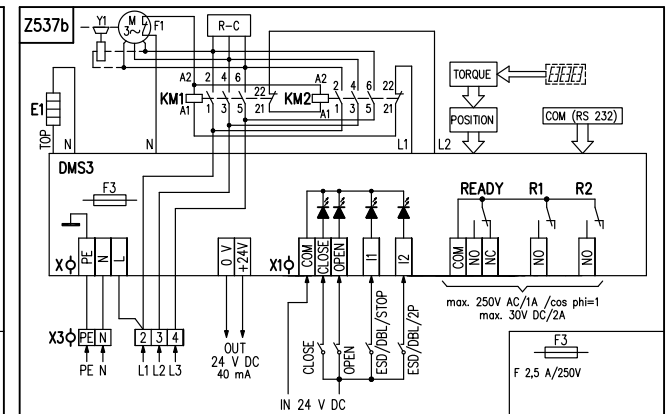 Z537b
Y1
M
3~
F1
R-C
A2
2 4 6
22
A2
2 4 6
22
KM1
KM2
A1
1 3 5
21
A1
1 3 5
21
TORQUE
POSITION
COM (RS 232)
E1
TOP
N
N
L1
L2
DMS3
F3
READY
R1
R2
X
PE
N
L
0 V
+24V
X1
COM
CLOSE
OPEN
I1
I2
COM
NO
NC
NO
NO
max. 250V AC/1A /cos phi=1
max. 30V DC/2A
X3
PE N
2 3 4
PE N
L1 L2 L3
OUT
24 V DC
40 mA
CLOSE
OPEN
ESD/DBL/STOP
ESD/DBL/2P
IN 24 V DC
F3
F 2,5 A/250V